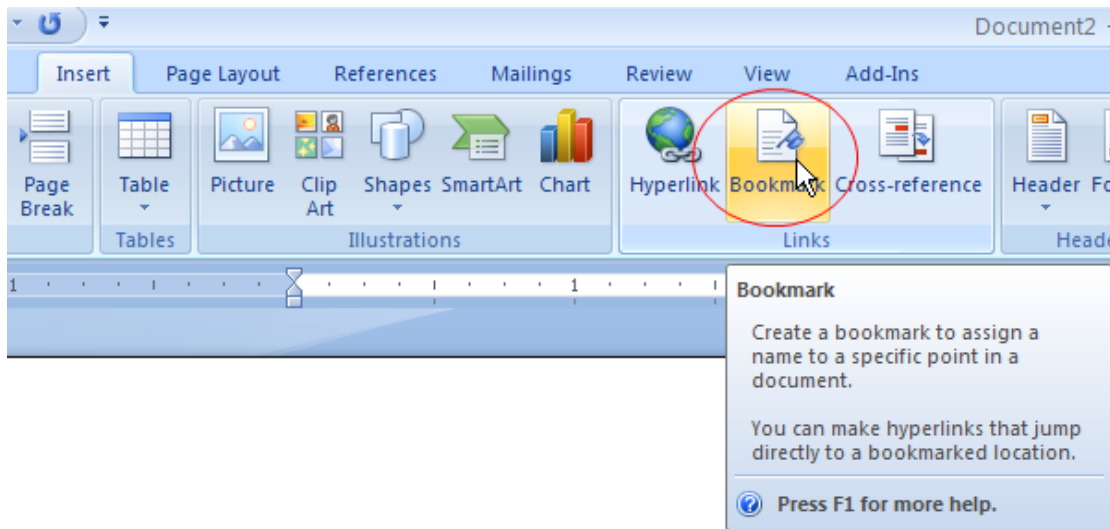 Document2 -
Insert Page Layout References Mailings Review View Add-Ins
Page Break
Table
Picture
Clip Art
Shapes
SmartArt
Chart
Hyperlink
Bookmark
Cross-reference
Header
Tables
Illustrations
Links
1
1
Bookmark
Create a bookmark to assign a
name to a specific point in a
document.
You can make hyperlinks that jump
directly to a bookmarked location.
Press F1 for more help.